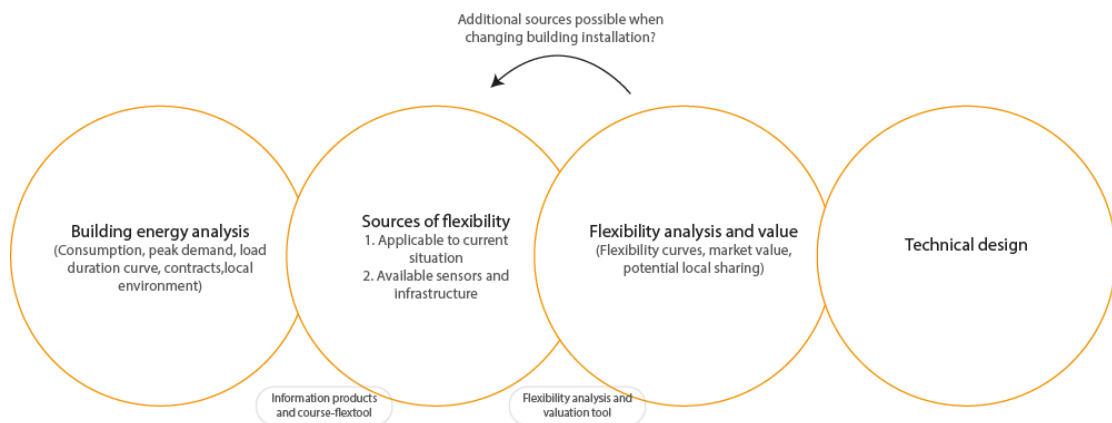 Additional sources possible when
changing building installation?
Building energy analysis
(Consumption, peak demand, load
duration curve, contracts,local
environment)
Sources of flexibility
1. Applicable to current
situation
2. Available sensors and
infrastructure
Flexibility analysis and value
(Flexibility curves, market value,
potential local sharing)
Technical design
Information products
and course-flextool
Flexibility analysis and
valuation tool